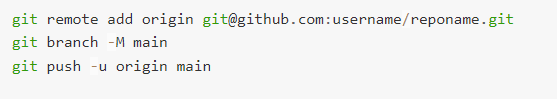 git remote add origin git@github.com:username/reponame.git
git branch -M main
git push -u origin main